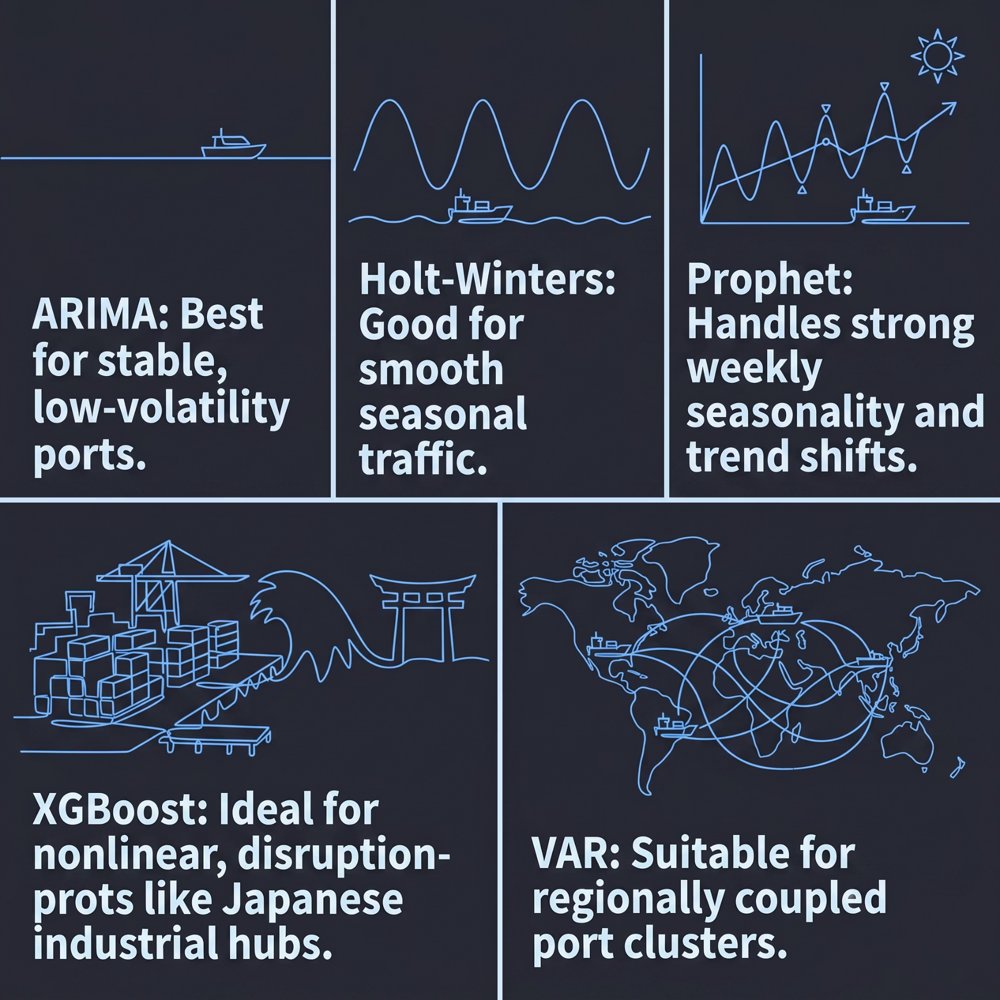 ARIMA: Best
for stable,
low-volatility
ports.
Holt-Winters:
Good for
smooth
seasonal
traffic.
Prophet:
Handles strong
weekly
seasonality and
trend shifts.
XGBoost: Ideal for
nonlinear, disruption-
prots like Japanese
industrial hubs.
VAR: Suitable for
regionally coupled
port clusters.